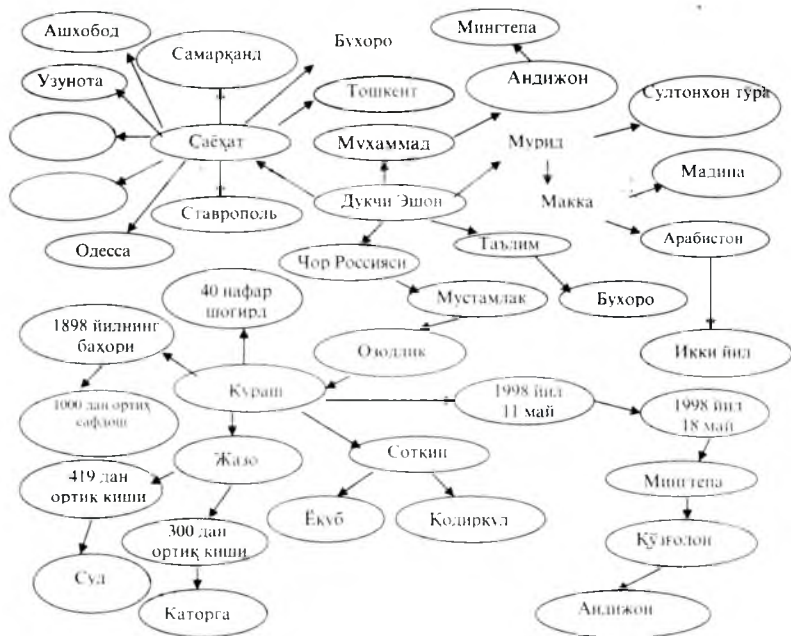 Ашхобод
Самарқанд
Бухоро
Мингтепа
Узунота
Тошкент
Андижон
Султонхон тўра
Саёҳат
Муҳаммад
Мурид
Мадина
Ставрополь
Дукчи Эшон
Макка
Одесса
Таълим
Арабистон
Чор Россияси
40 нафар
шогирд
Мустамлак
Бухоро
1898 йилнинг
баҳори
Озодлик
Икки йил
Кураш
1998 йил
11 май
1998 йил
18 май
1000 дан ортиқ
сафдош
Жазо
Соткин
419 дан
ортиқ киши
Мингтепа
Ёкуб
Қодирқул
300 дан
ортиқ киши
Қўзғолон
Суд
Каторга
Андижон